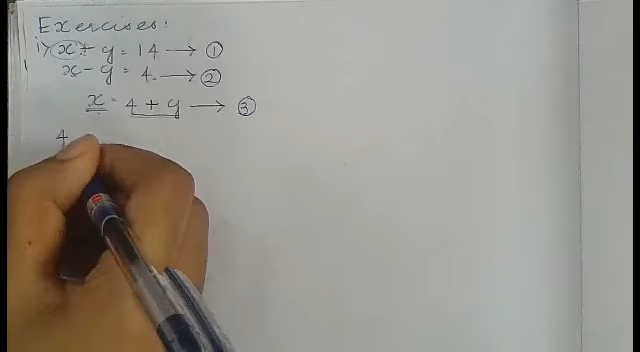 Exercises:
i) x + y = 14 → ①
x - y = 4. → ②
x = 4 + y → ③
4